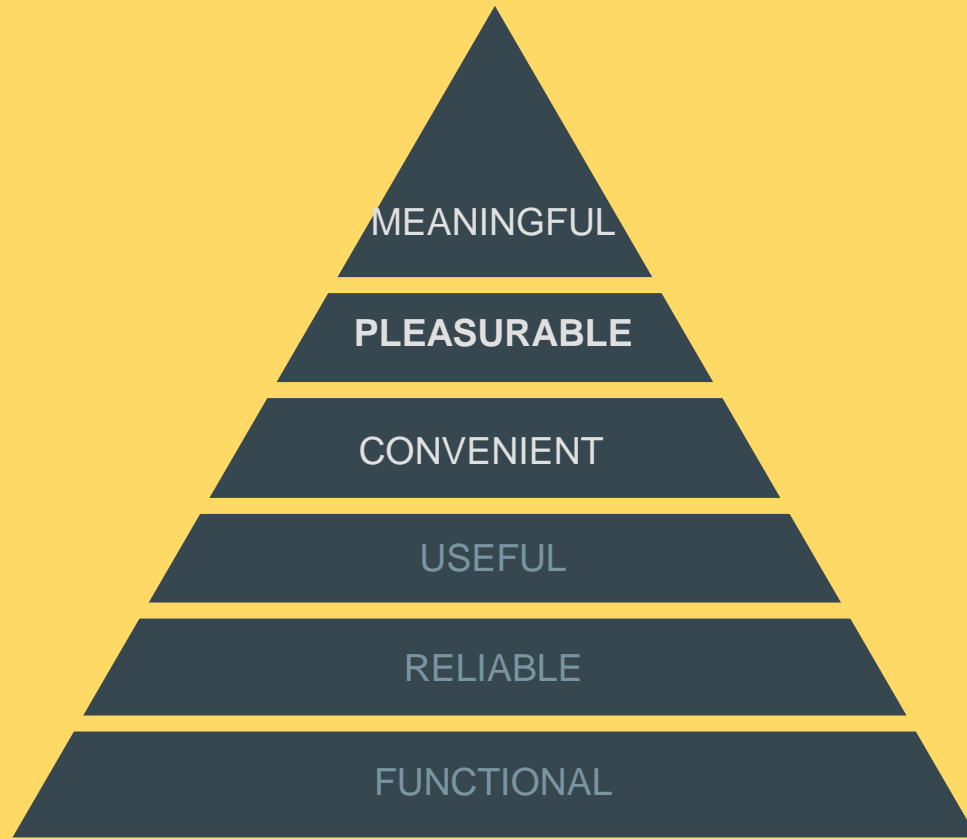 MEANINGFUL
PLEASURABLE
CONVENIENT
USEFUL
RELIABLE
FUNCTIONAL